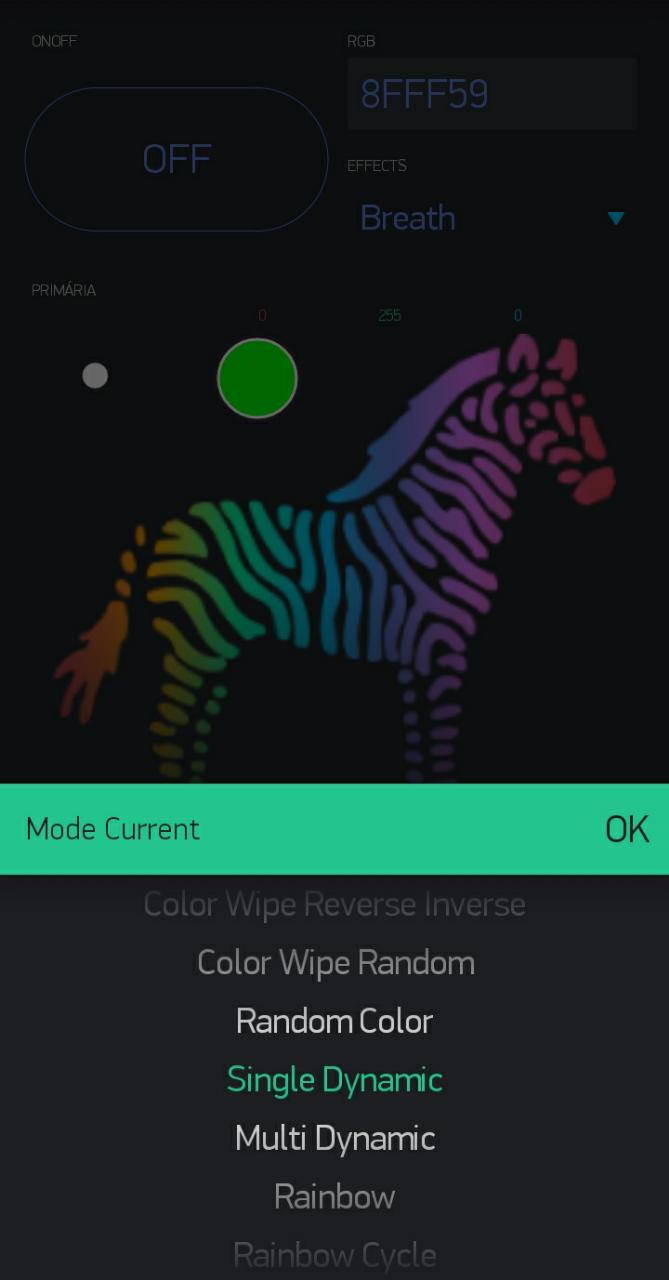 ONOFF
RGB
OFF
8FFF59
EFFECTS
Breath
PRIMÁRIA
0
255
0
Mode Current
OK
Color Wipe Reverse Inverse
Color Wipe Random
Random Color
Single Dynamic
Multi Dynamic
Rainbow
Rainbow Cycle